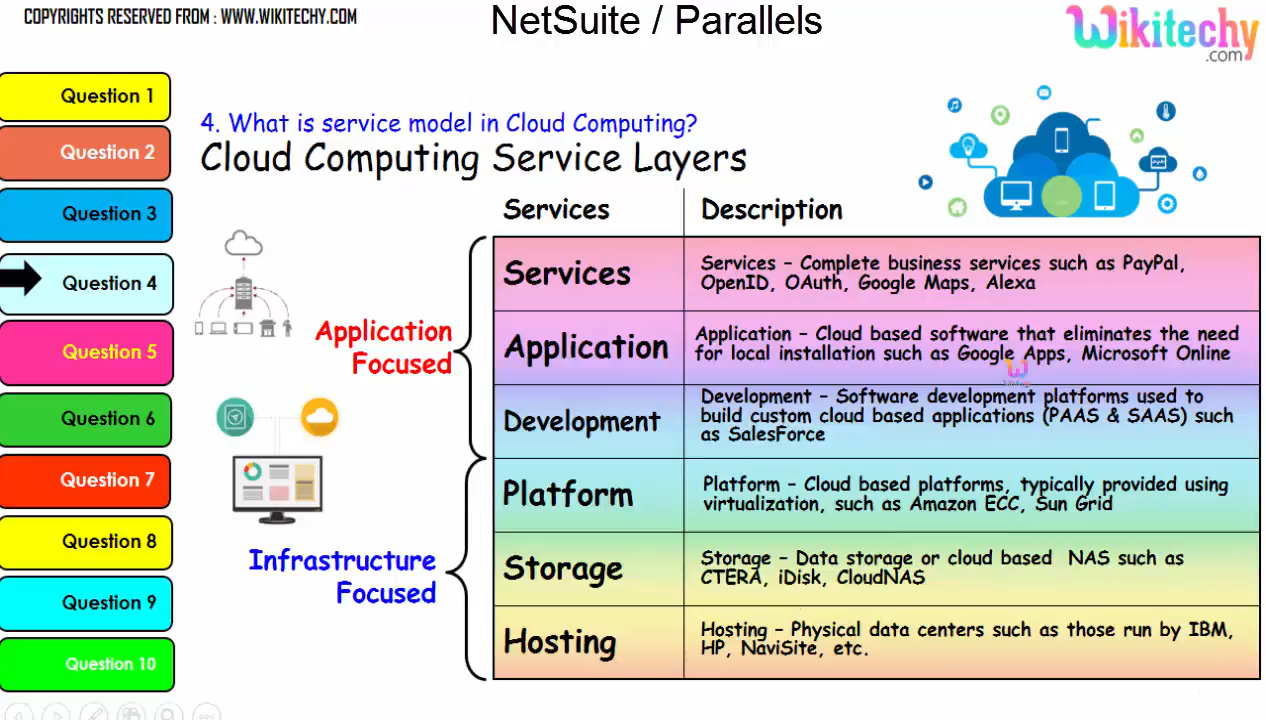 COPYRIGHTS RESERVED FROM : WWW.WIKITECHY.COM
NetSuite / Parallels
Wikitechy
.com
Question 1
Question 2
Question 3
Question 4
Question 5
Question 6
Question 7
Question 8
Question 9
Question 10
4. What is service model in Cloud Computing?
Cloud Computing Service Layers
Services
Description
Application
Focused
Infrastructure
Focused
Services
Services – Complete business services such as PayPal,
OpenID, OAuth, Google Maps, Alexa
Application
Application – Cloud based software that eliminates the need
for local installation such as Google Apps, Microsoft Online
Development
Development – Software development platforms used to
build custom cloud based applications (PAAS & SAAS) such
as SalesForce
Platform
Platform – Cloud based platforms, typically provided using
virtualization, such as Amazon ECC, Sun Grid
Storage
Storage – Data storage or cloud based NAS such as
CTERA, iDisk, CloudNAS
Hosting
Hosting – Physical data centers such as those run by IBM,
HP, NaviSite, etc.